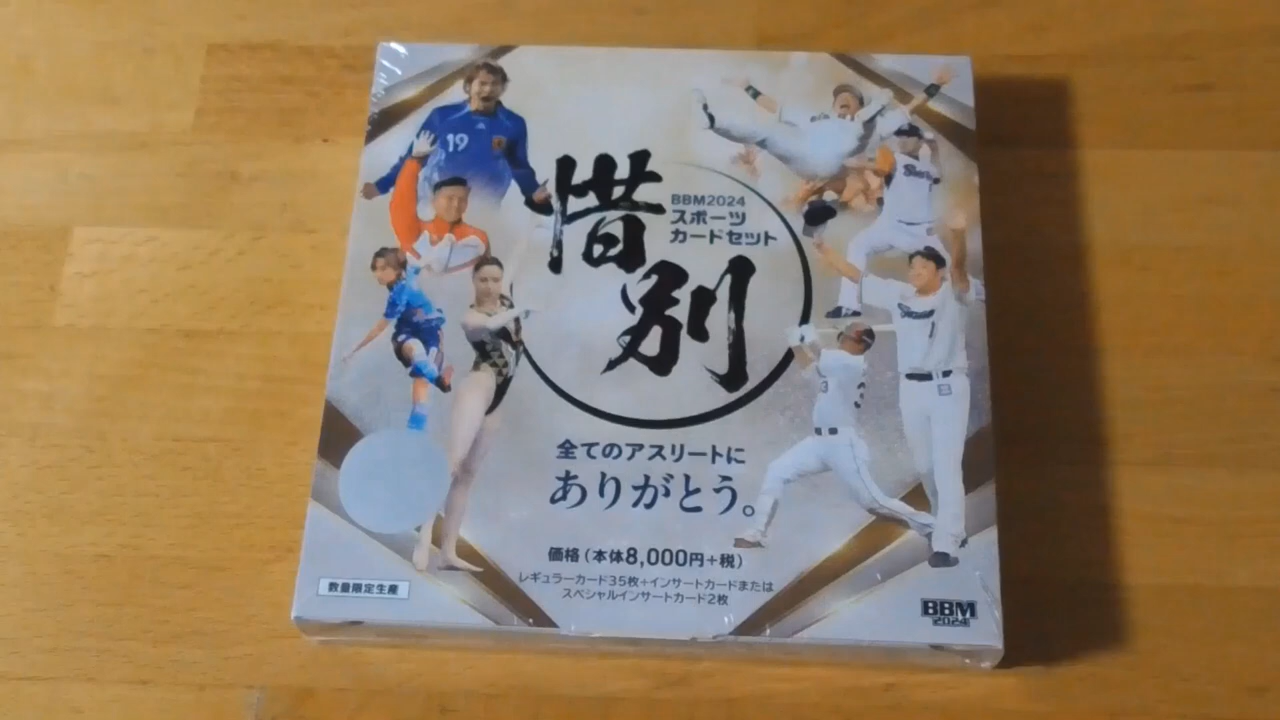 惜別
BBM2024
スポーツ
カードセット
全てのアスリートに
ありがとう。
価格(本体8,000円+税)
レギュラーカード35枚+インサートカードまたは
スペシャルインサートカード2枚
数量限定生産
BBM
2024
19
1
3
3